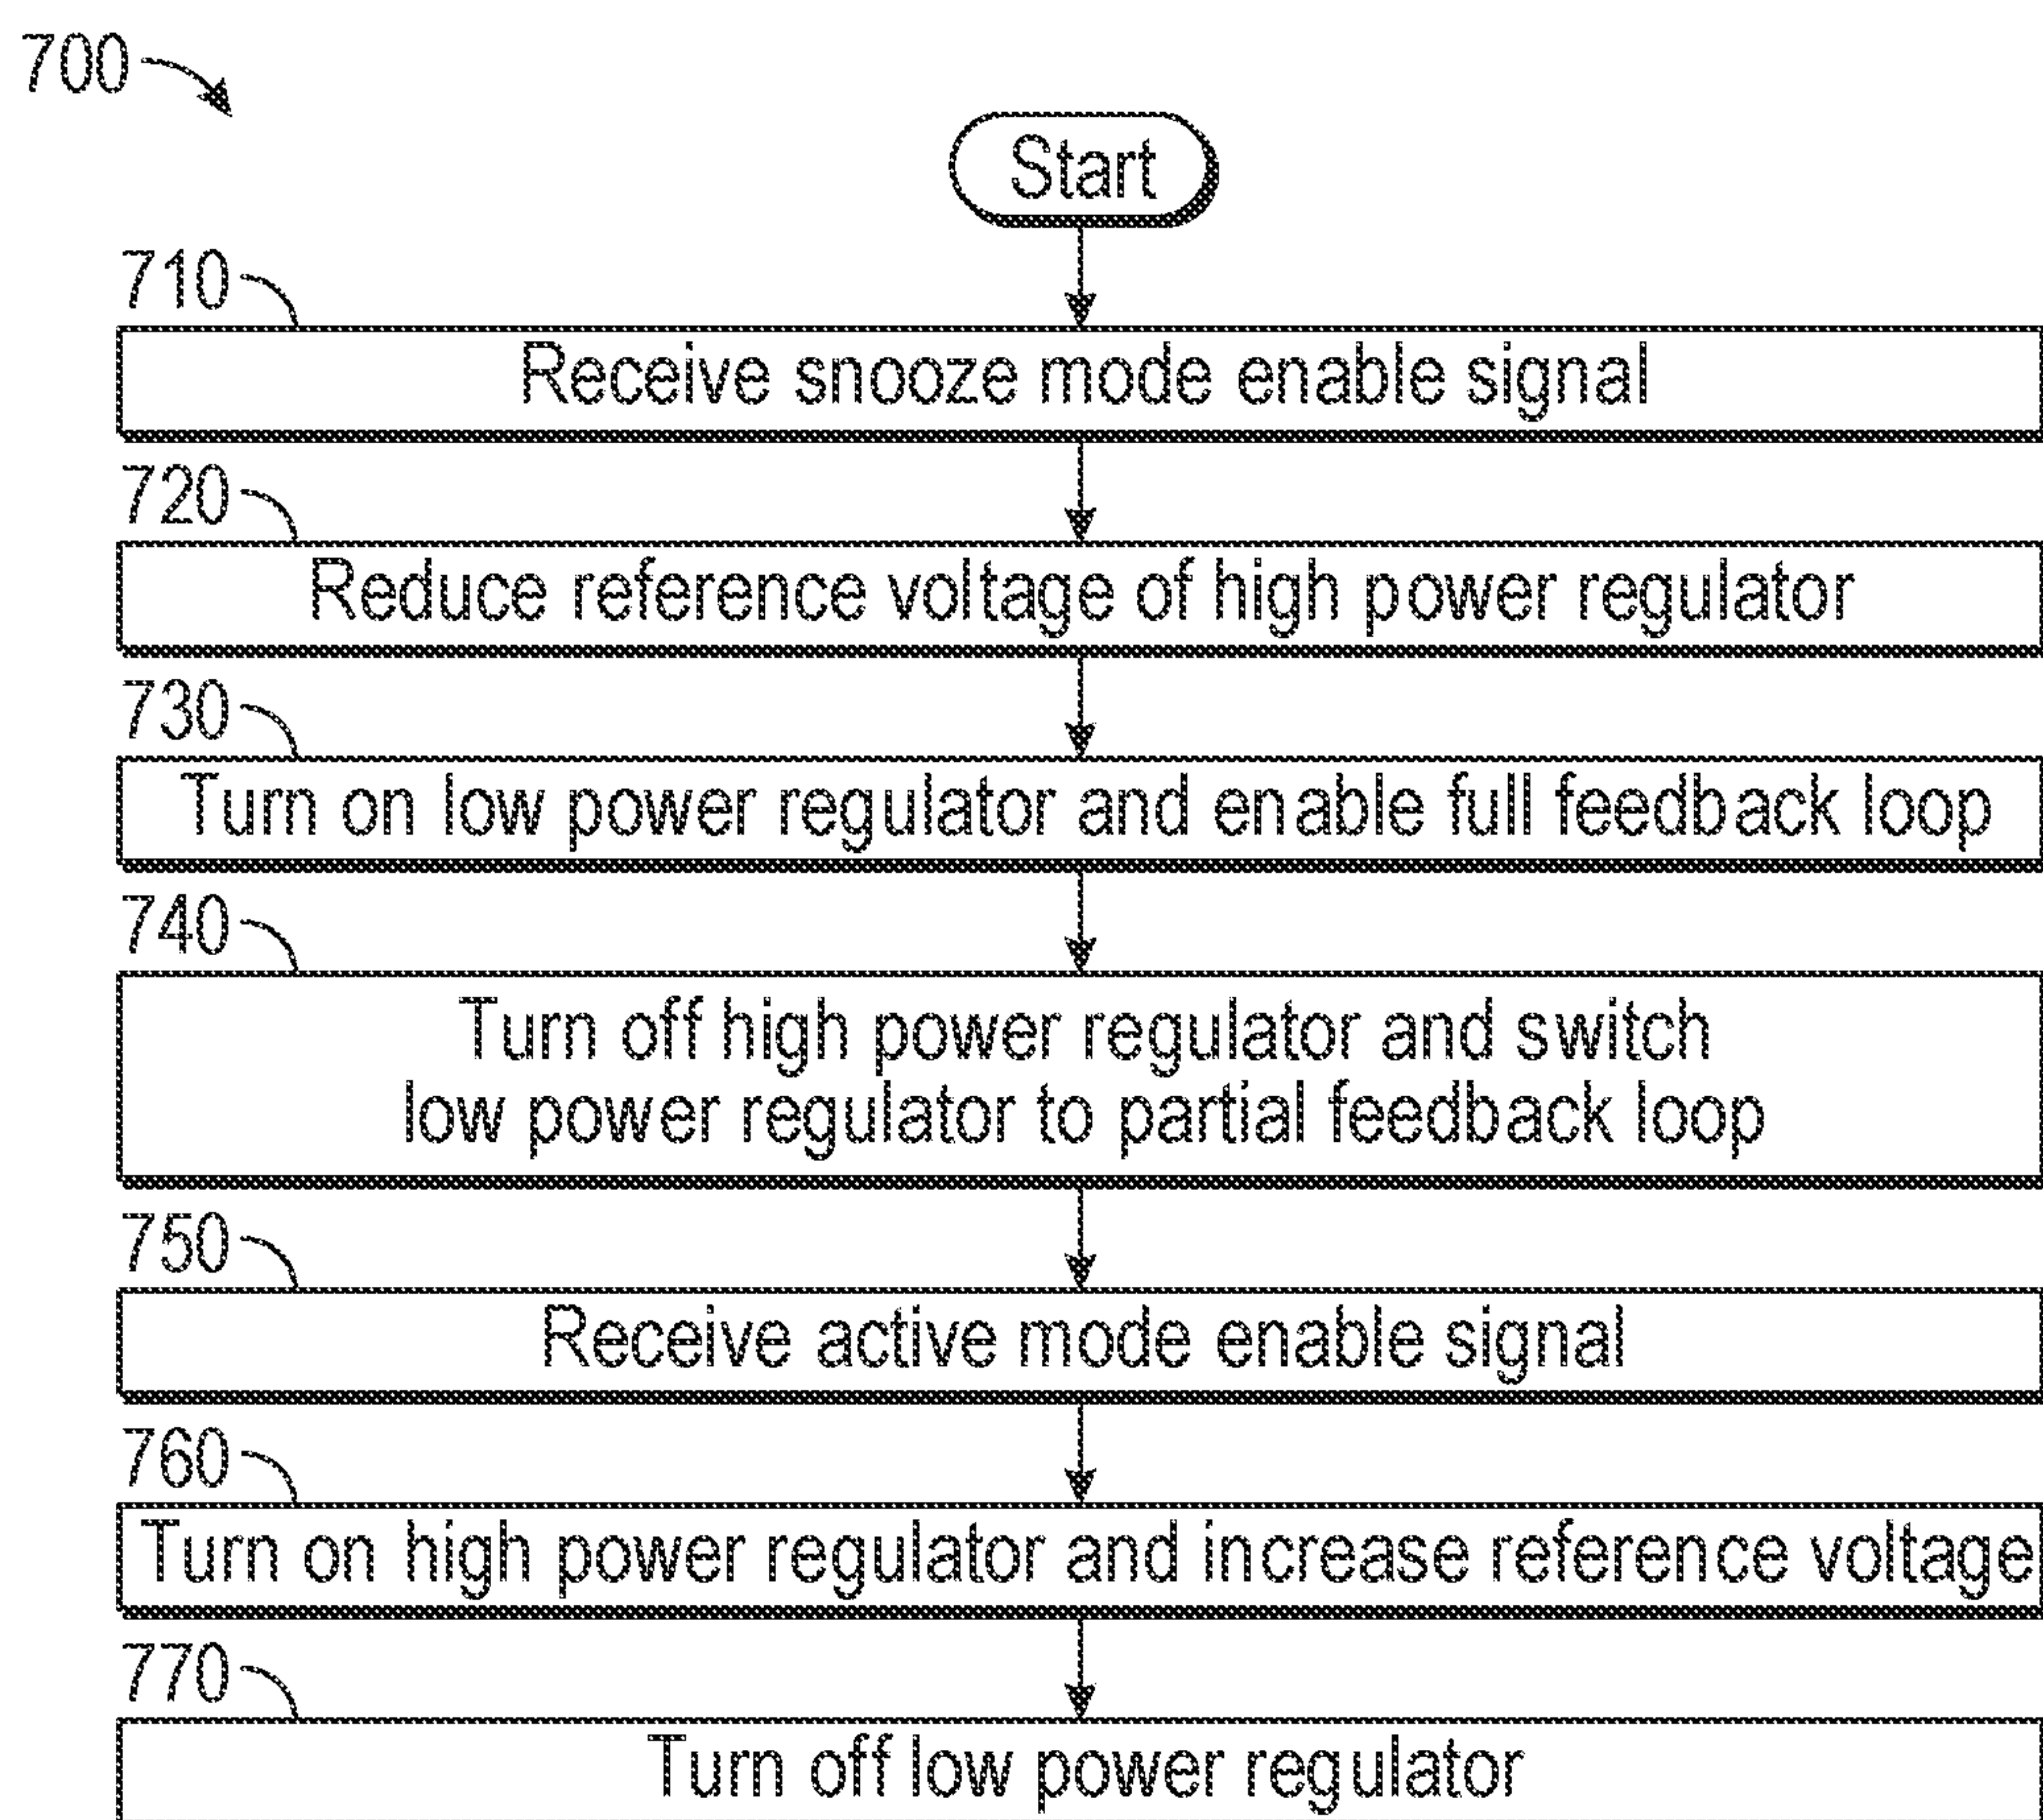 700
Start
710
Receive snooze mode enable signal
720
Reduce reference voltage of high power regulator
730
Turn on low power regulator and enable full feedback loop
740
Turn off high power regulator and switch
low power regulator to partial feedback loop
750
Receive active mode enable signal
760
Turn on high power regulator and increase reference voltage
770
Turn off low power regulator